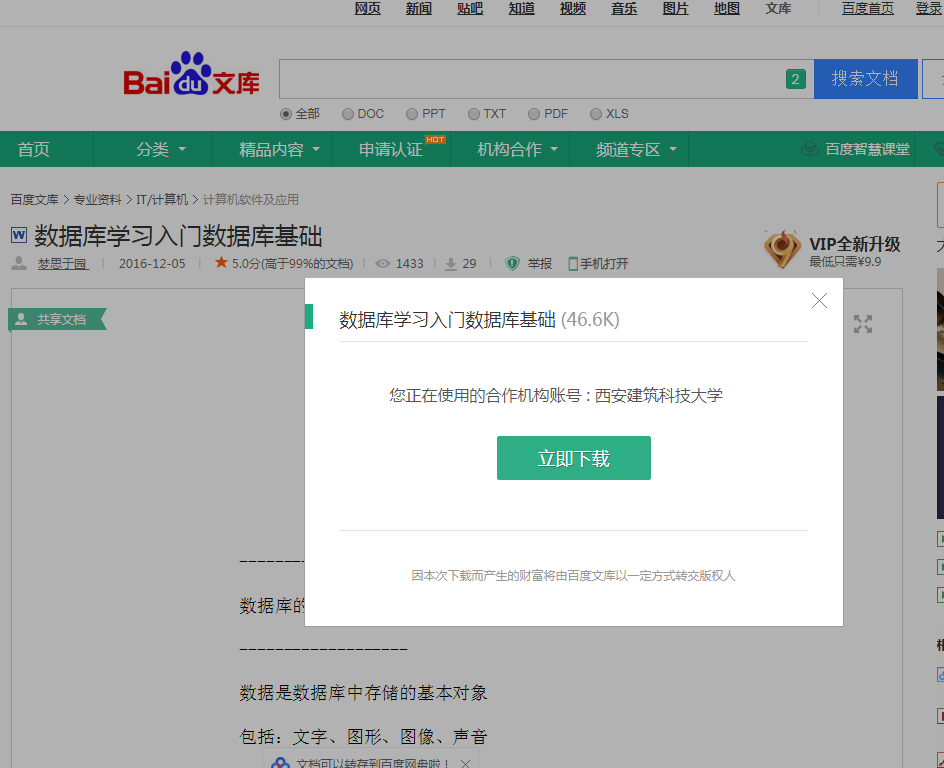 网页 新闻 贴吧 知道 视频 音乐 图片 地图 文库 百度首页 登录
Bai du 文库
2 搜索文档
全部 DOC PPT TXT PDF XLS
首页 分类 精品内容 申请认证 HOT 机构合作 频道专区 百度智慧课堂
百度文库 > 专业资料 > IT/计算机 > 计算机软件及应用
W 数据库学习入门数据库基础
VIP全新升级
梦思于园 2016-12-05 5.0分(高于99%的文档) 1433 29 举报 手机打开
最低只需¥9.9
共享文档
数据库学习入门数据库基础 (46.6K)
您正在使用的合作机构账号 : 西安建筑科技大学
立即下载
因本次下载而产生的财富将由百度文库以一定方式转交版权人
--------
数据库的
-------------------
数据是数据库中存储的基本对象
包括：文字、图形、图像、声音
文档可以转存到百度网盘啦！